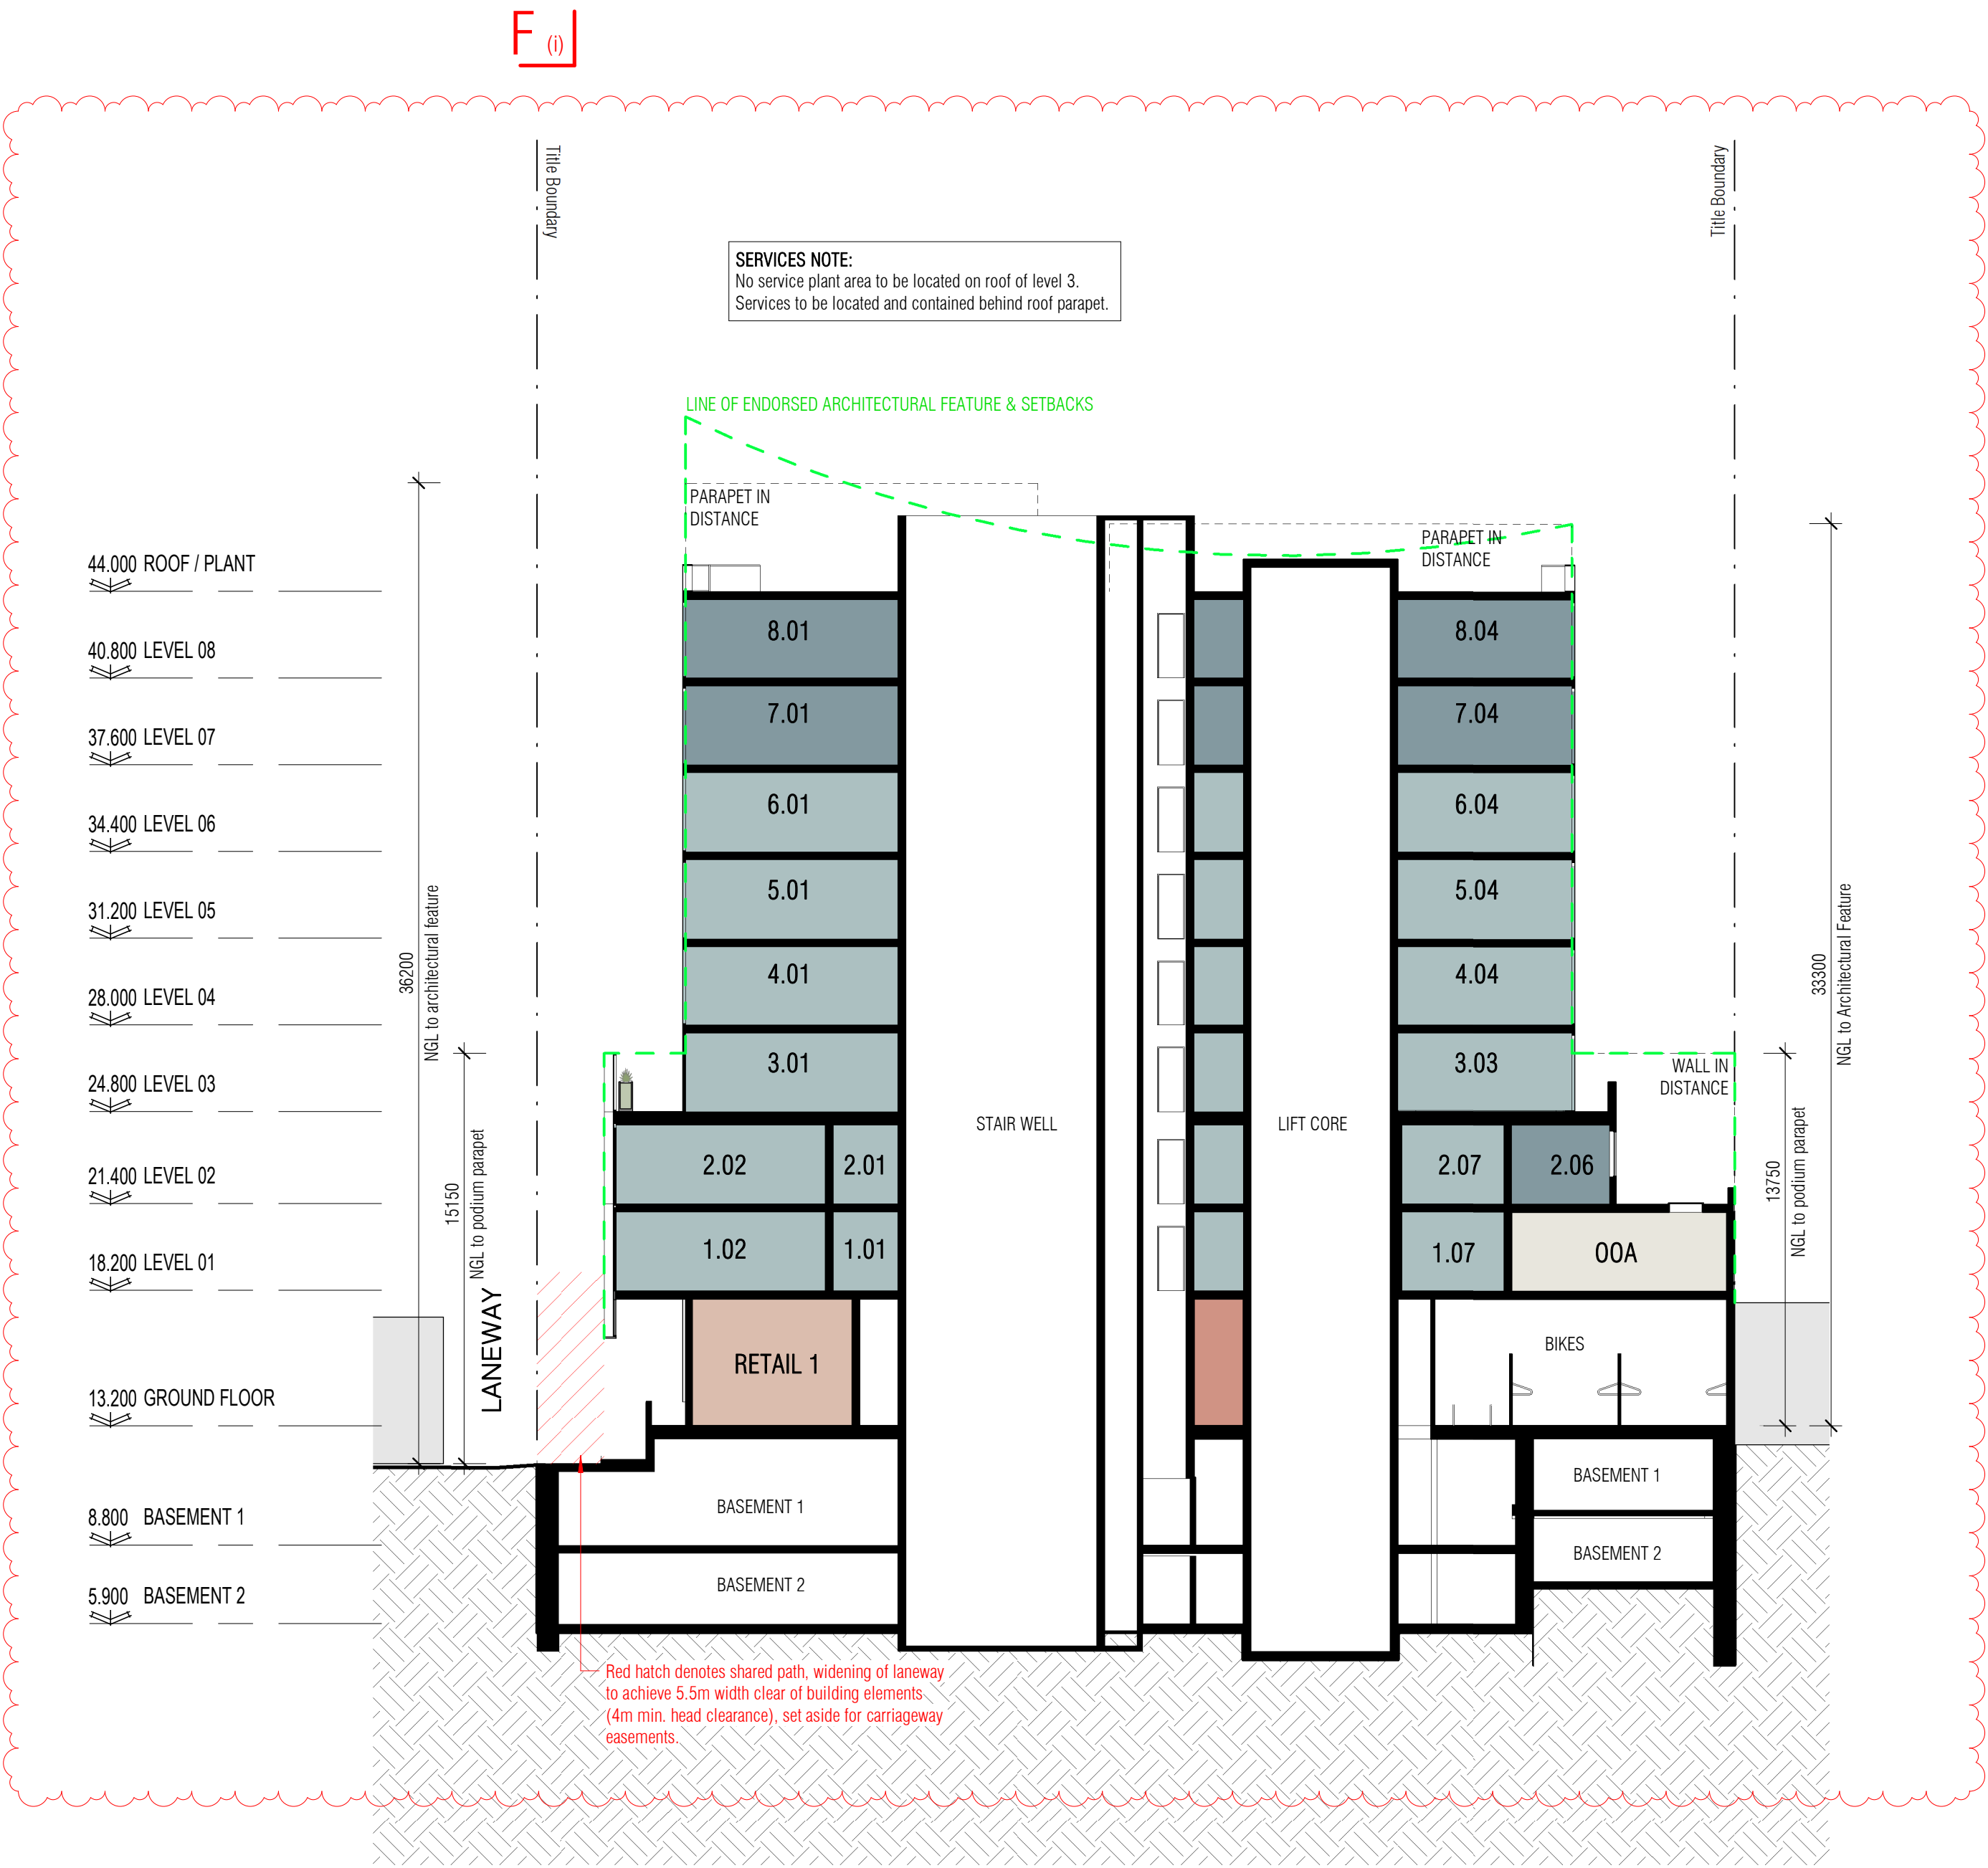 F (i)
Title Boundary
Title Boundary
SERVICES NOTE:
No service plant area to be located on roof of level 3.
Services to be located and contained behind roof parapet.
LINE OF ENDORSED ARCHITECTURAL FEATURE & SETBACKS
PARAPET IN
DISTANCE
PARAPET IN
DISTANCE
44.000 ROOF / PLANT
8.01
8.04
40.800 LEVEL 08
7.01
7.04
37.600 LEVEL 07
6.01
6.04
34.400 LEVEL 06
5.01
5.04
31.200 LEVEL 05
4.01
4.04
28.000 LEVEL 04
36200
NGL to architectural feature
33300
NGL to Architectural Feature
3.01
3.03
24.800 LEVEL 03
WALL IN
DISTANCE
STAIR WELL
LIFT CORE
2.02
2.01
2.07
2.06
21.400 LEVEL 02
15150
NGL to podium parapet
13750
NGL to podium parapet
1.02
1.01
1.07
OOA
18.200 LEVEL 01
LANEWAY
RETAIL 1
BIKES
13.200 GROUND FLOOR
BASEMENT 1
BASEMENT 1
8.800 BASEMENT 1
BASEMENT 2
BASEMENT 2
5.900 BASEMENT 2
Red hatch denotes shared path, widening of laneway
to achieve 5.5m width clear of building elements
(4m min. head clearance), set aside for carriageway
easements.